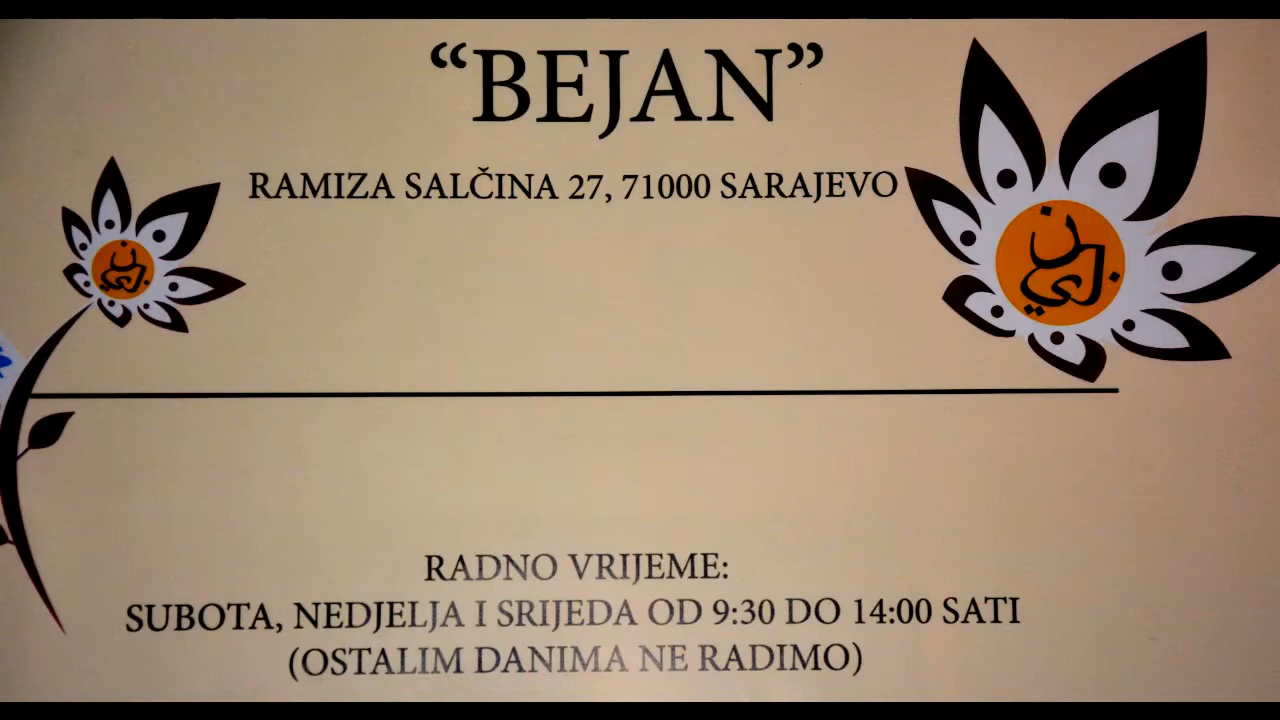 “BEJAN”
RAMIZA SALČINA 27, 71000 SARAJEVO
RADNO VRIJEME:
SUBOTA, NEDJELJA I SRIJEDA OD 9:30 DO 14:00 SATI
(OSTALIM DANIMA NE RADIMO)